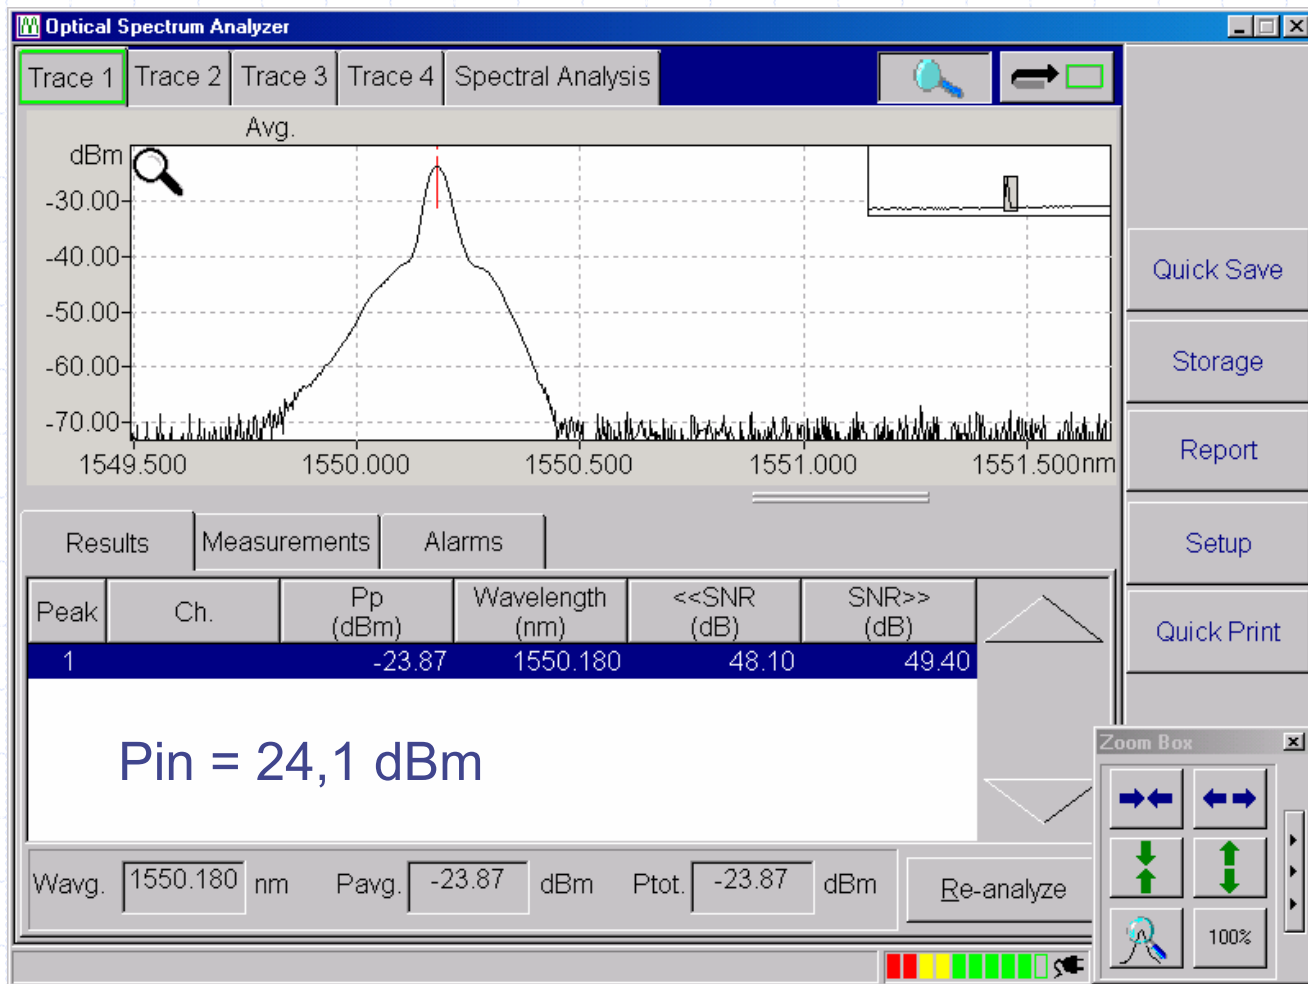 Optical Spectrum Analyzer
Trace 1 Trace 2 Trace 3 Trace 4 Spectral Analysis
Avg.
dBm
-30.00
-40.00
-50.00
-60.00
-70.00
1549.500 1550.000 1550.500 1551.000 1551.500nm
Quick Save
Storage
Report
Setup
Quick Print
Results Measurements Alarms
Peak Ch. Pp (dBm) Wavelength (nm) <<SNR (dB) SNR>> (dB)
1 -23.87 1550.180 48.10 49.40
Pin = 24,1 dBm
Wavg. 1550.180 nm Pavg. -23.87 dBm Ptot. -23.87 dBm Re-analyze
Zoom Box
100%